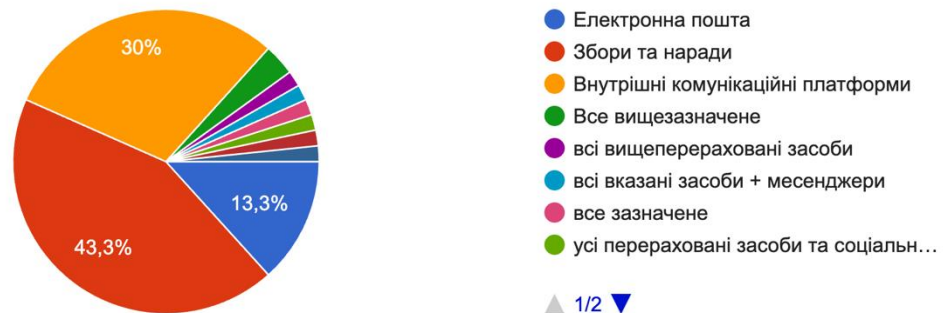 30%
13,3%
43,3%
Електронна пошта
Збори та наради
Внутрішні комунікаційні платформи
Все вищезазначене
всі вищеперераховані засоби
всі вказані засоби + месенджери
все зазначене
усі перераховані засоби та соціальн…
1/2